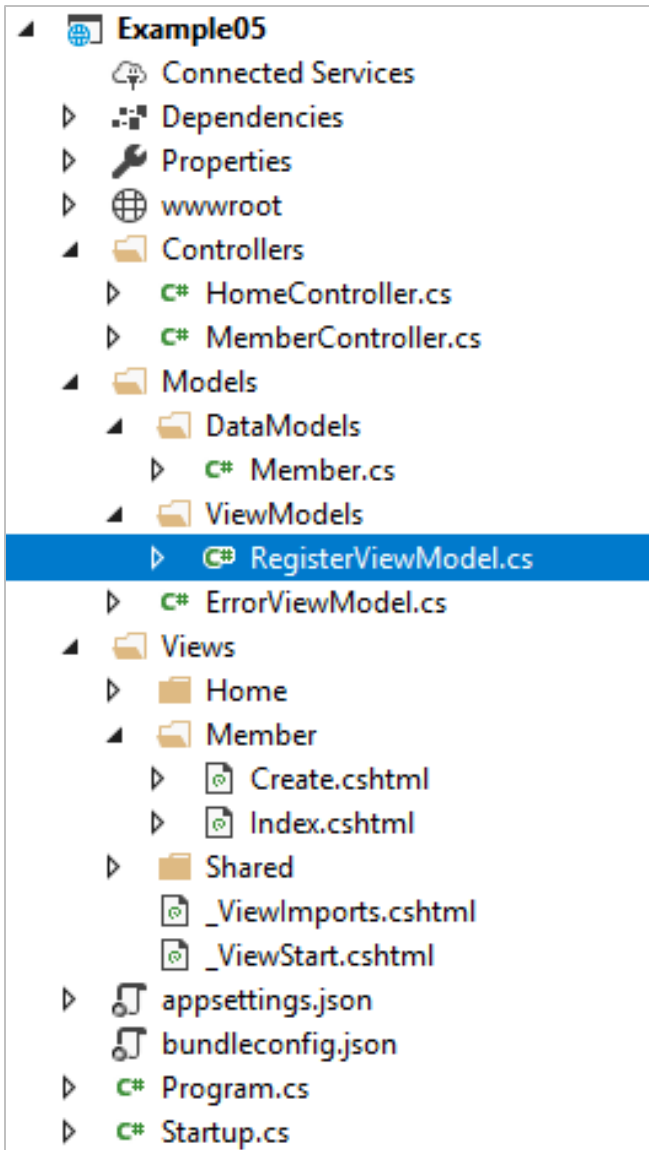 Example05
Connected Services
Dependencies
Properties
wwwroot
Controllers
C# HomeController.cs
C# MemberController.cs
Models
DataModels
C# Member.cs
ViewModels
C# RegisterViewModel.cs
C# ErrorViewModel.cs
Views
Home
Member
Create.cshtml
Index.cshtml
Shared
_ViewImports.cshtml
_ViewStart.cshtml
appsettings.json
bundleconfig.json
C# Program.cs
C# Startup.cs